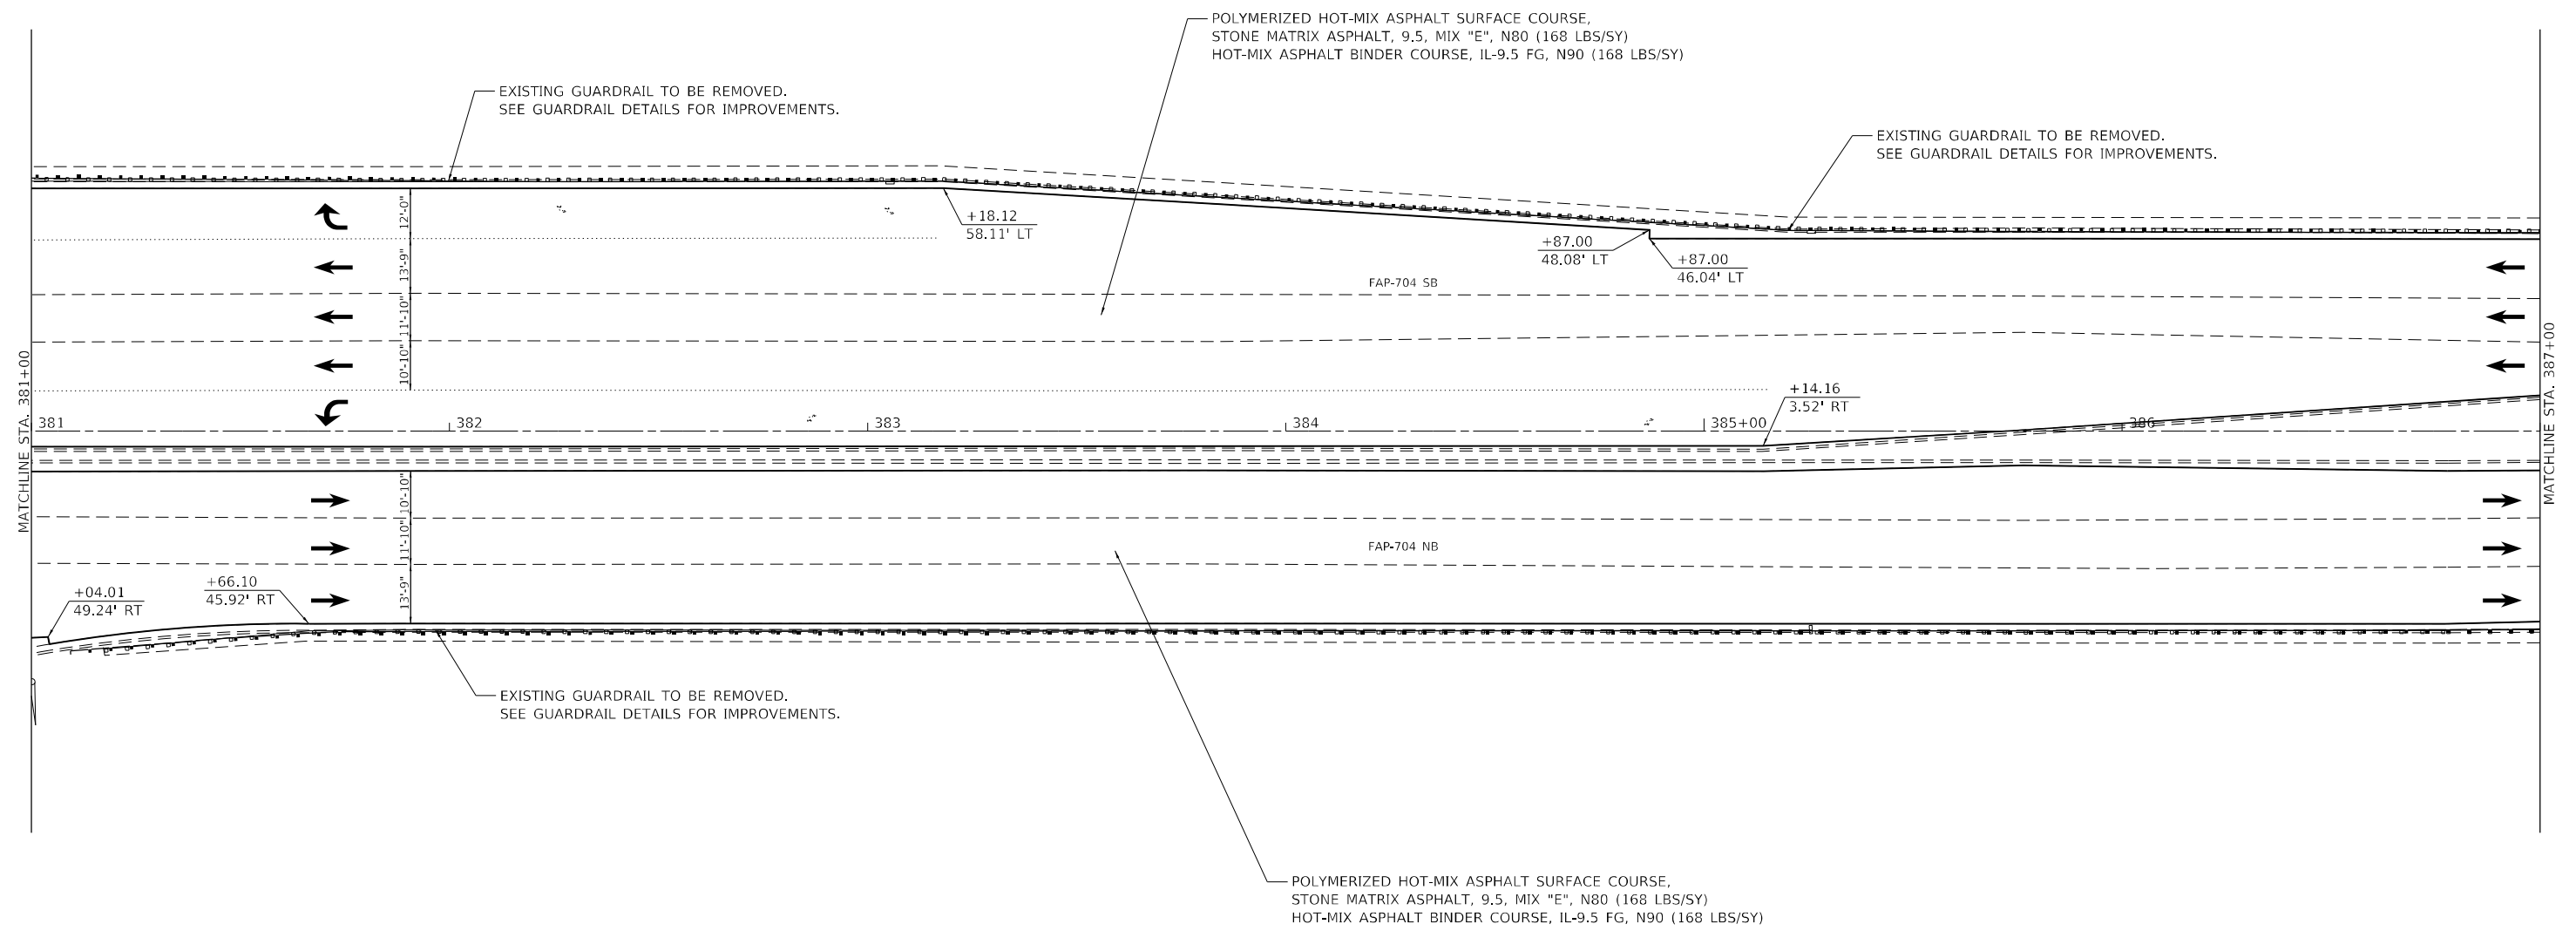 POLYMERIZED HOT-MIX ASPHALT SURFACE COURSE,
STONE MATRIX ASPHALT, 9.5, MIX "E", N80 (168 LBS/SY)
HOT-MIX ASPHALT BINDER COURSE, IL-9.5 FG, N90 (168 LBS/SY)
EXISTING GUARDRAIL TO BE REMOVED.
SEE GUARDRAIL DETAILS FOR IMPROVEMENTS.
EXISTING GUARDRAIL TO BE REMOVED.
SEE GUARDRAIL DETAILS FOR IMPROVEMENTS.
12'-0"
13'-9"
11'-10"
10'-10"
+18.12
58.11' LT
+87.00
48.08' LT
+87.00
46.04' LT
FAP-704 SB
MATCHLINE STA. 381+00
MATCHLINE STA. 387+00
+14.16
3.52' RT
381
382
383
384
385+00
386
10'-10"
11'-10"
13'-9"
FAP-704 NB
+04.01
49.24' RT
+66.10
45.92' RT
EXISTING GUARDRAIL TO BE REMOVED.
SEE GUARDRAIL DETAILS FOR IMPROVEMENTS.
POLYMERIZED HOT-MIX ASPHALT SURFACE COURSE,
STONE MATRIX ASPHALT, 9.5, MIX "E", N80 (168 LBS/SY)
HOT-MIX ASPHALT BINDER COURSE, IL-9.5 FG, N90 (168 LBS/SY)